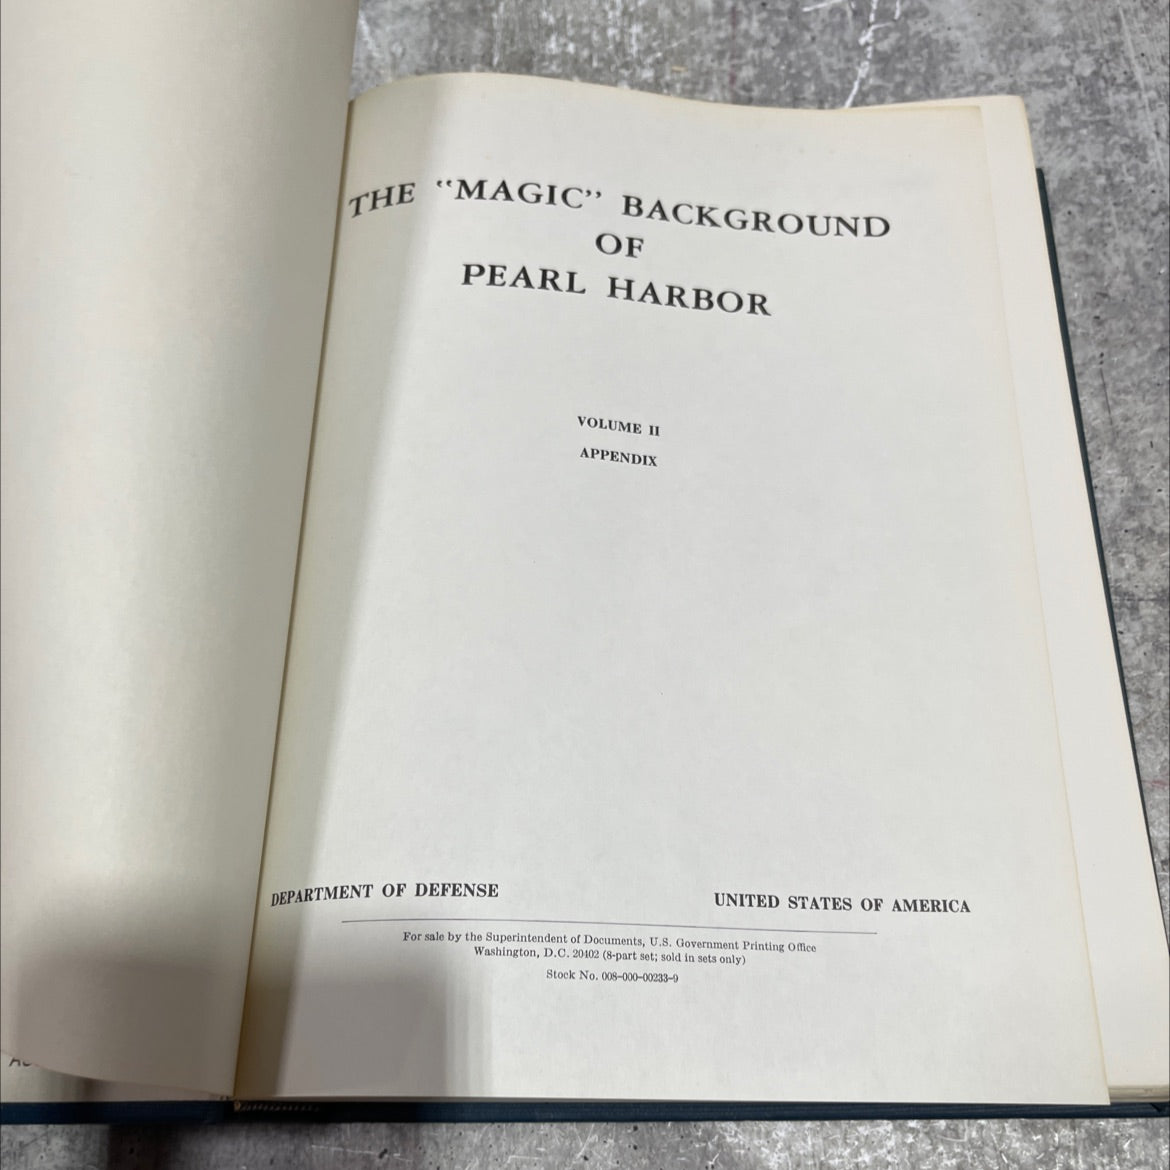 THE “MAGIC” BACKGROUND
OF
PEARL HARBOR
VOLUME II
APPENDIX
DEPARTMENT OF DEFENSE UNITED STATES OF AMERICA
For sale by the Superintendent of Documents, U.S. Government Printing Office
Washington, D.C. 20402 (8-part set; sold in sets only)
Stock No. 008-000-00233-9